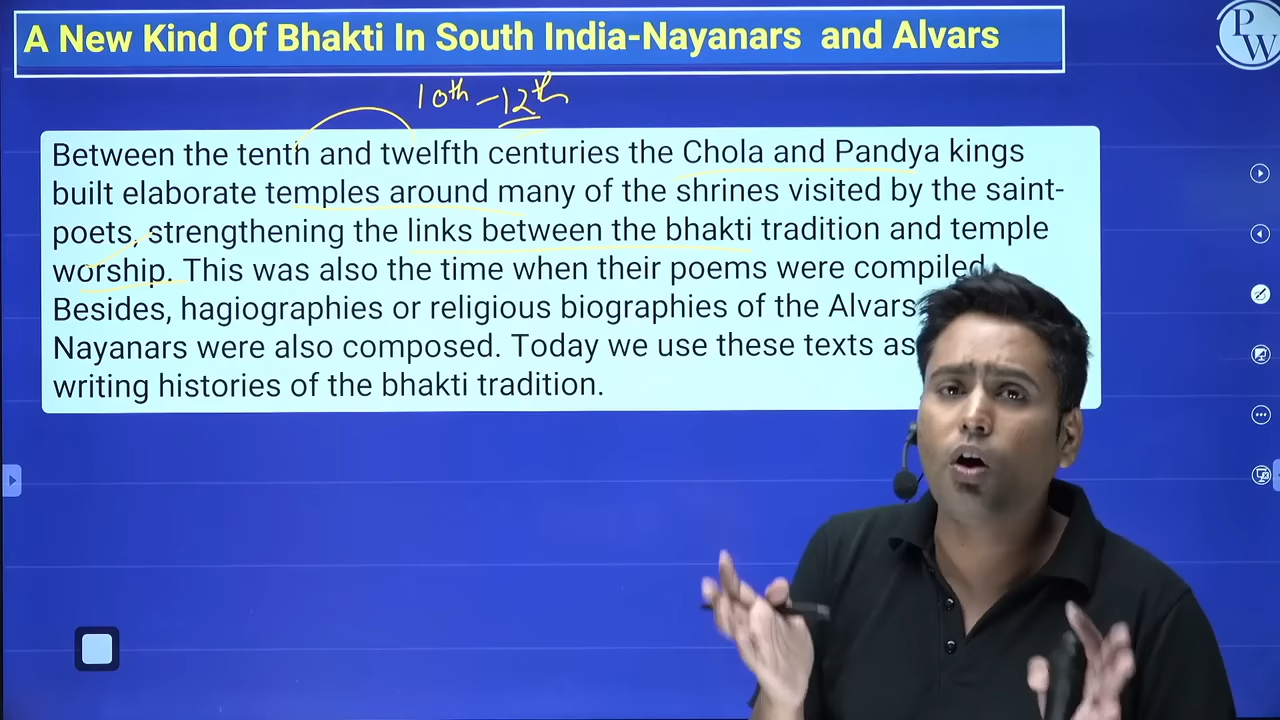 A New Kind Of Bhakti In South India-Nayanars and Alvars
PW
10th - 12th
Between the tenth and twelfth centuries the Chola and Pandya kings
built elaborate temples around many of the shrines visited by the saint-
poets, strengthening the links between the bhakti tradition and temple
worship. This was also the time when their poems were compiled
Besides, hagiographies or religious biographies of the Alvars
Nayanars were also composed. Today we use these texts as
writing histories of the bhakti tradition.